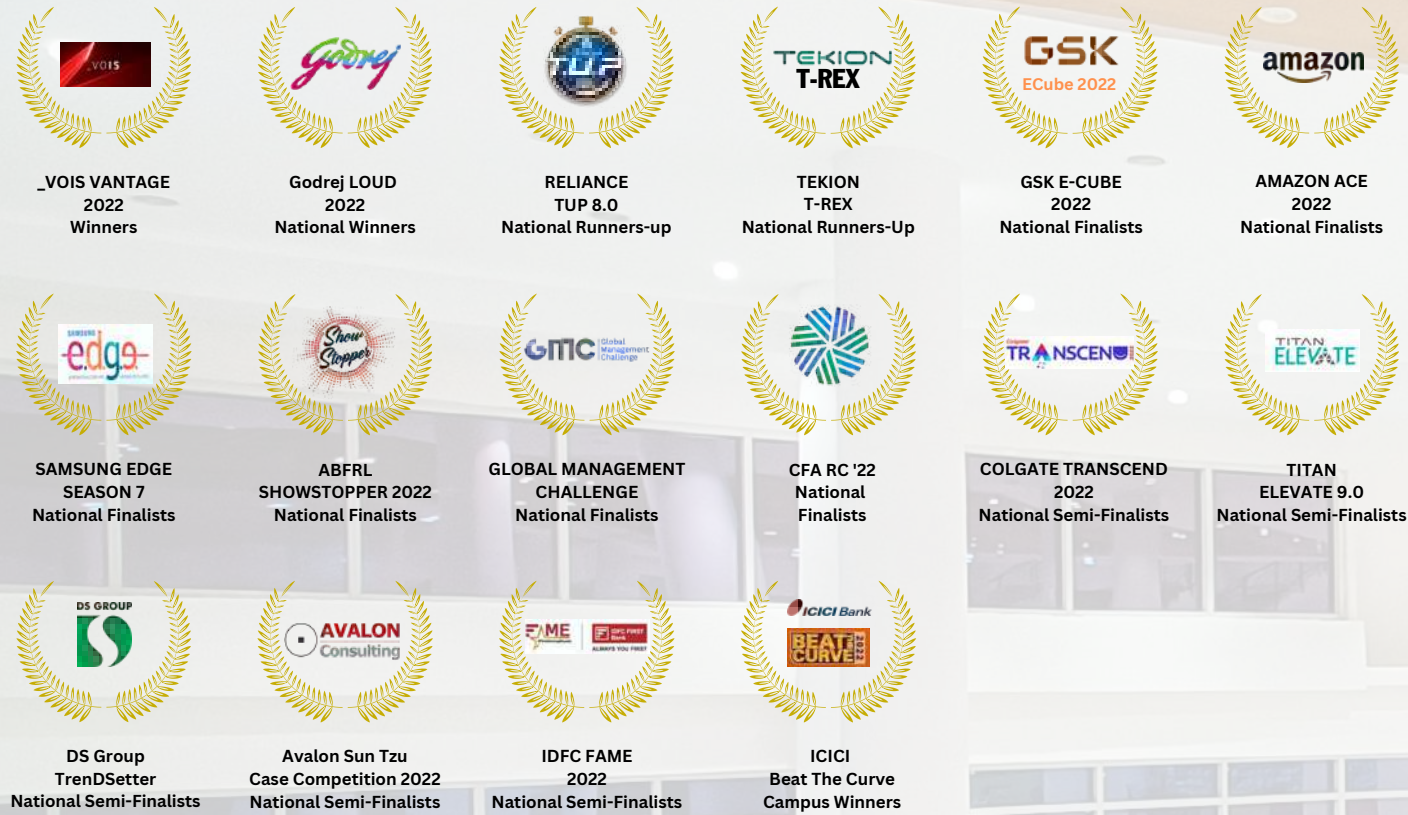 _VOIS
Godrej
TUP
TEKION
T-REX
GSK
ECube 2022
amazon
_VOIS VANTAGE
2022
Winners
Godrej LOUD
2022
National Winners
RELIANCE
TUP 8.0
National Runners-up
TEKION
T-REX
National Runners-Up
GSK E-CUBE
2022
National Finalists
AMAZON ACE
2022
National Finalists
SAMSUNG
e.d.g.e.
Show
Stopper
GMC Global
Management
Challenge
Colgate
TRANSCEND
TITAN
ELEVATE
SAMSUNG EDGE
SEASON 7
National Finalists
ABFRL
SHOWSTOPPER 2022
National Finalists
GLOBAL MANAGEMENT
CHALLENGE
National Finalists
CFA RC '22
National
Finalists
COLGATE TRANSCEND
2022
National Semi-Finalists
TITAN
ELEVATE 9.0
National Semi-Finalists
DS GROUP
AVALON
Consulting
FAME
IDFC FIRST
Bank
ALWAYS YOU FIRST
ICICI Bank
BEAT THE
CURVE
2022
DS Group
TrenDSetter
National Semi-Finalists
Avalon Sun Tzu
Case Competition 2022
National Semi-Finalists
IDFC FAME
2022
National Semi-Finalists
ICICI
Beat The Curve
Campus Winners